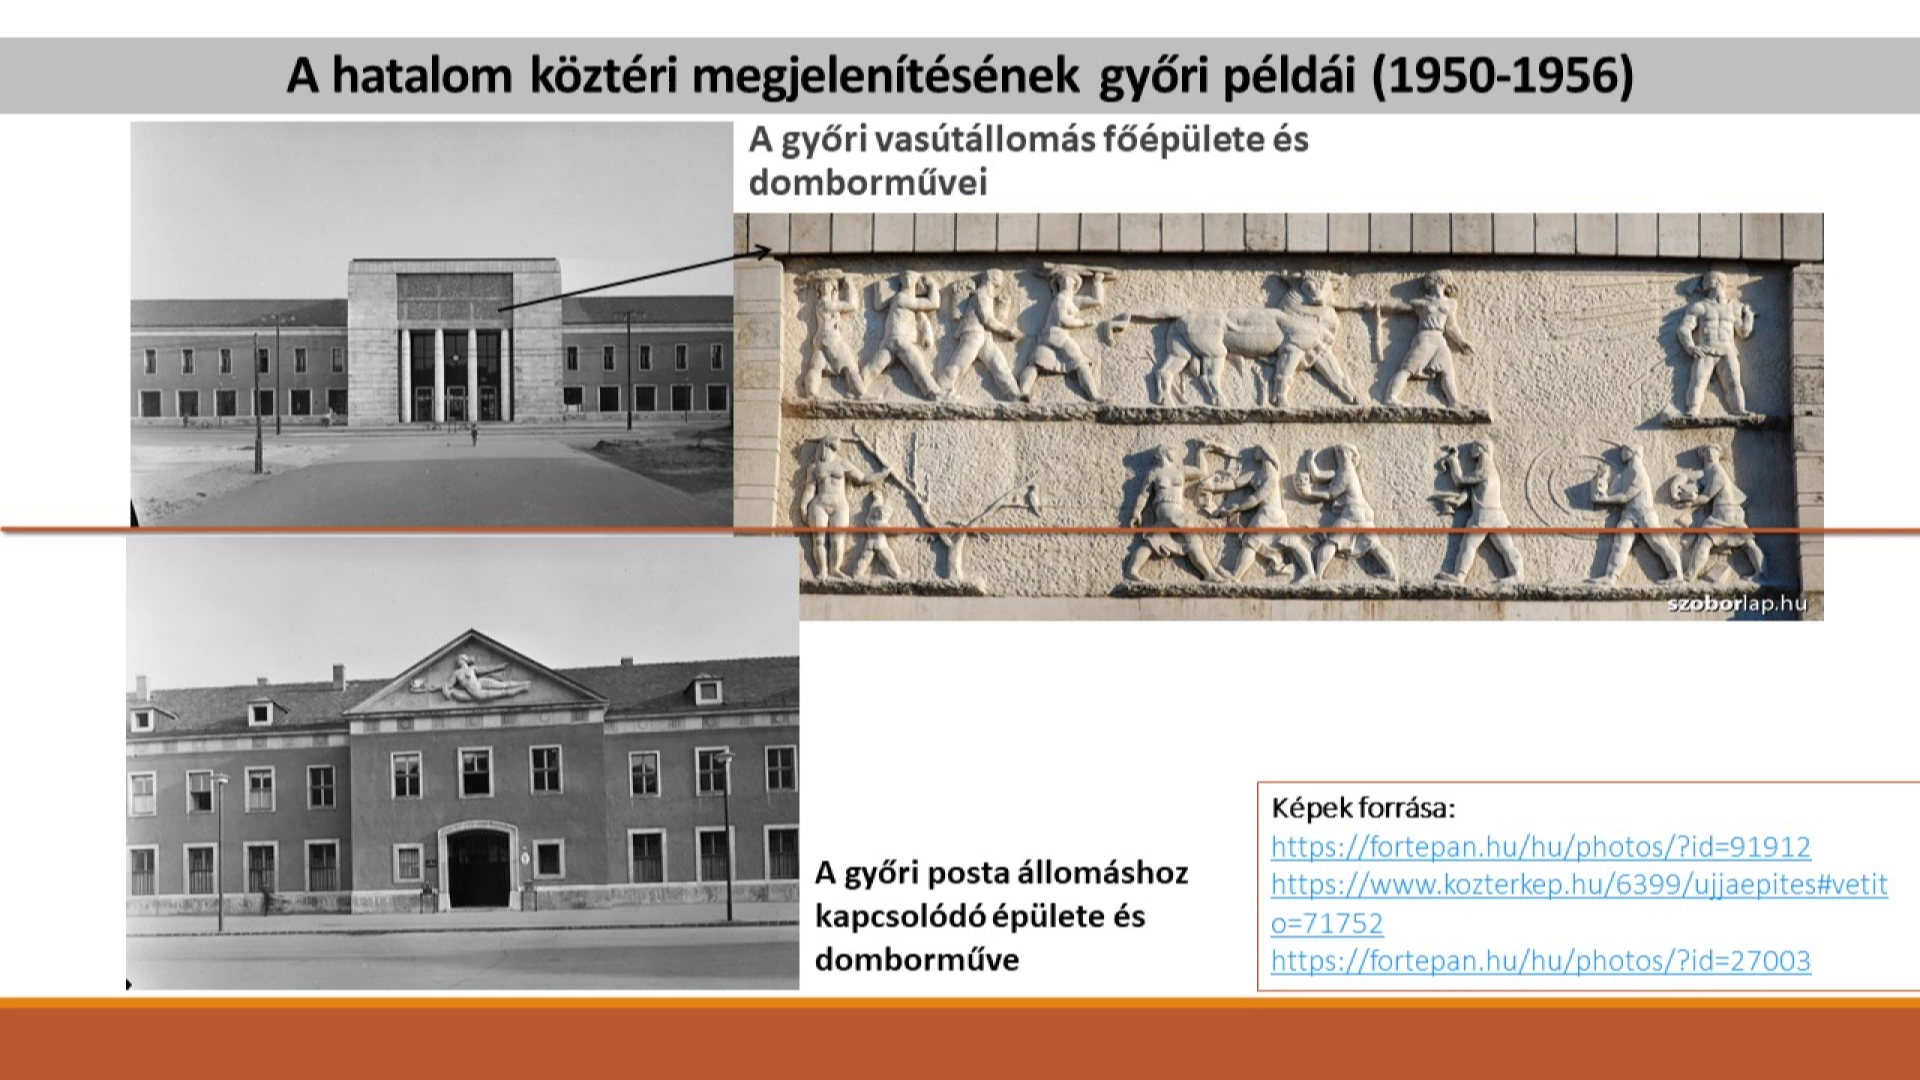 A hatalom köztéri megjelenítésének győri példái (1950-1956)
A győri vasútállomás főépülete és
domborművei
szoborlap.hu
A győri posta állomáshoz
kapcsolódó épülete és
domborműve
Képek forrása:
https://fortepan.hu/hu/photos/?id=91912
https://www.kozterkep.hu/6399/ujjaepites#vetit
o=71752
https://fortepan.hu/hu/photos/?id=27003